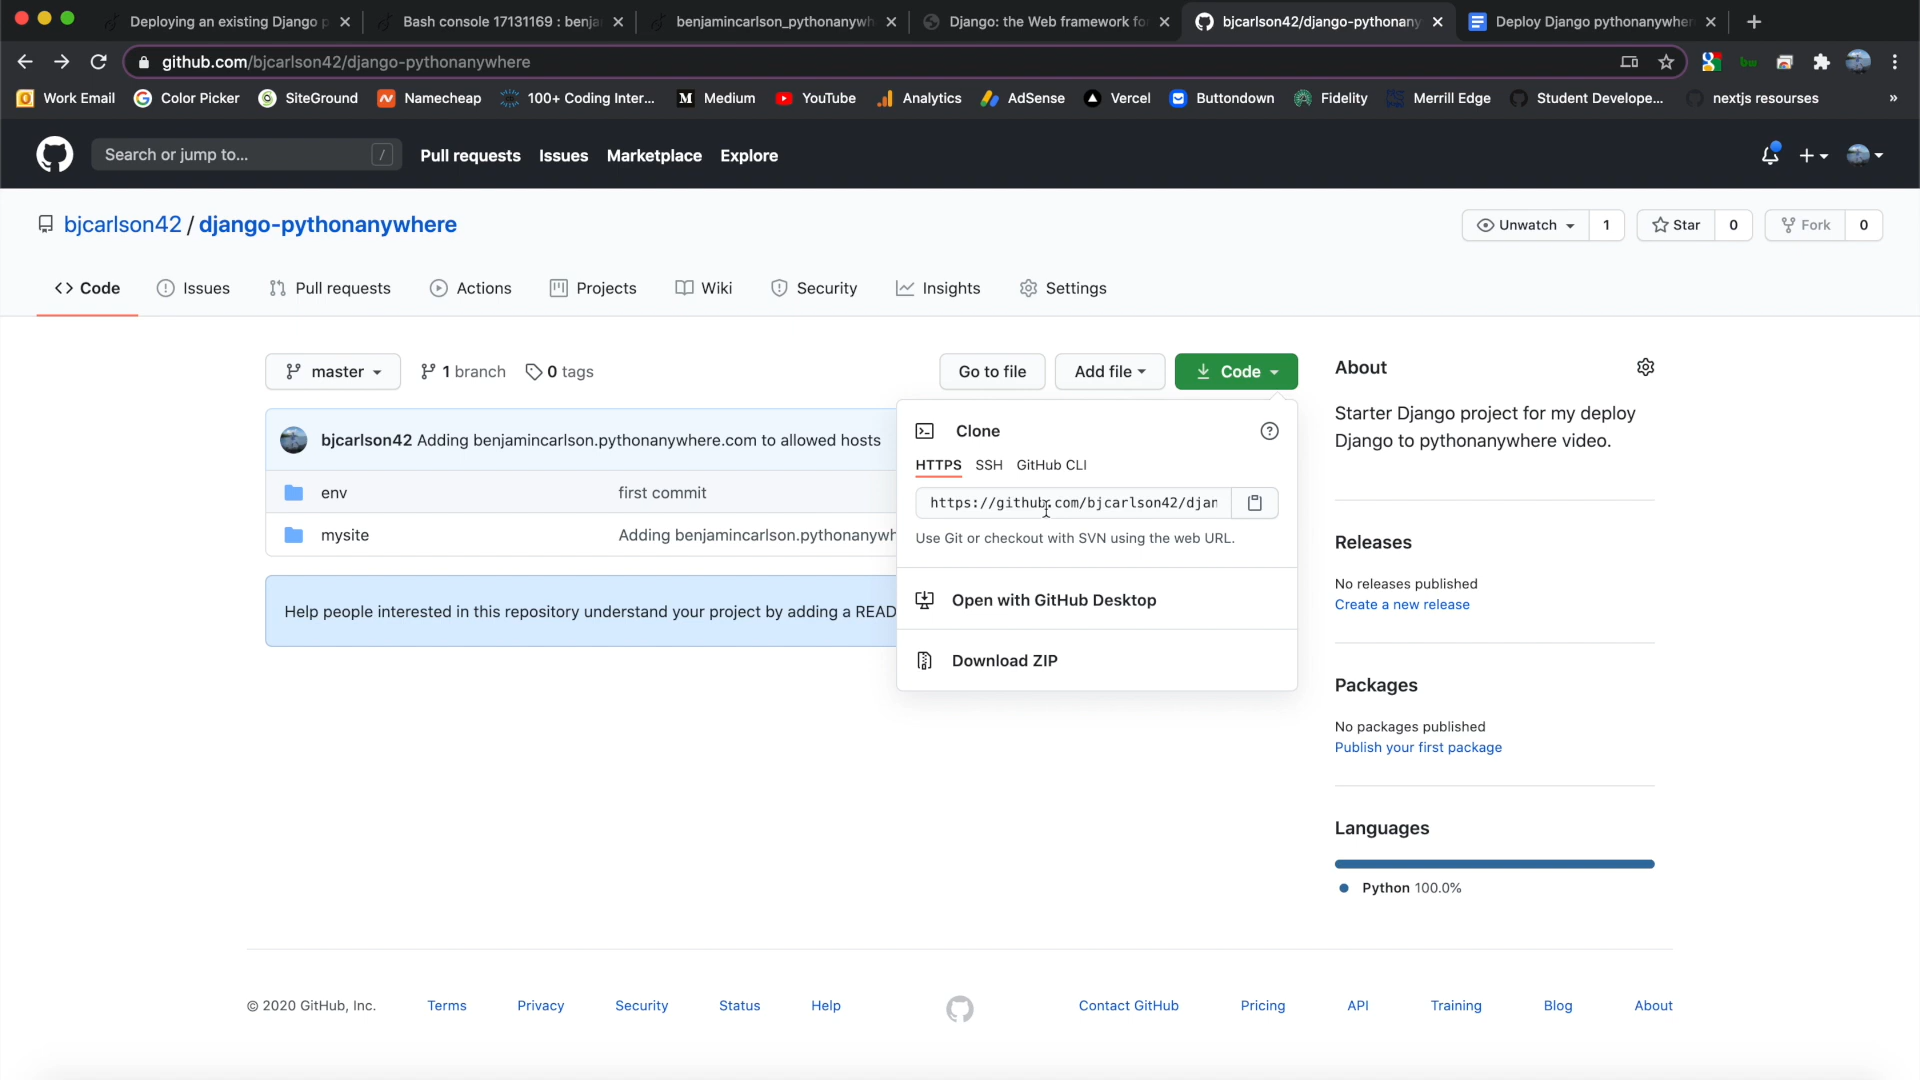 Deploying an existing Django p
Bash console 17131169 : benja
benjamincarlson_pythonanywh
Django: the Web framework for
bjcarlson42/django-pythonany
Deploy Django pythonanywher
github.com/bjcarlson42/django-pythonanywhere
Work Email
Color Picker
SiteGround
Namecheap
100+ Coding Inter...
Medium
YouTube
Analytics
AdSense
Vercel
Buttondown
Fidelity
Merrill Edge
Student Develope...
nextjs resourses
»
Search or jump to... /
Pull requests
Issues
Marketplace
Explore
bjcarlson42 / django-pythonanywhere
Unwatch 1
Star 0
Fork 0
Code
Issues
Pull requests
Actions
Projects
Wiki
Security
Insights
Settings
master
1 branch
0 tags
Go to file
Add file
Code
bjcarlson42 Adding benjamincarlson.pythonanywhere.com to allowed hosts
env first commit
mysite Adding benjamincarlson.pythonanywh
Help people interested in this repository understand your project by adding a READ
Clone
HTTPS SSH GitHub CLI
https://github.com/bjcarlson42/djan
Use Git or checkout with SVN using the web URL.
Open with GitHub Desktop
Download ZIP
About
Starter Django project for my deploy
Django to pythonanywhere video.
Releases
No releases published
Create a new release
Packages
No packages published
Publish your first package
Languages
Python 100.0%
© 2020 GitHub, Inc.
Terms
Privacy
Security
Status
Help
Contact GitHub
Pricing
API
Training
Blog
About